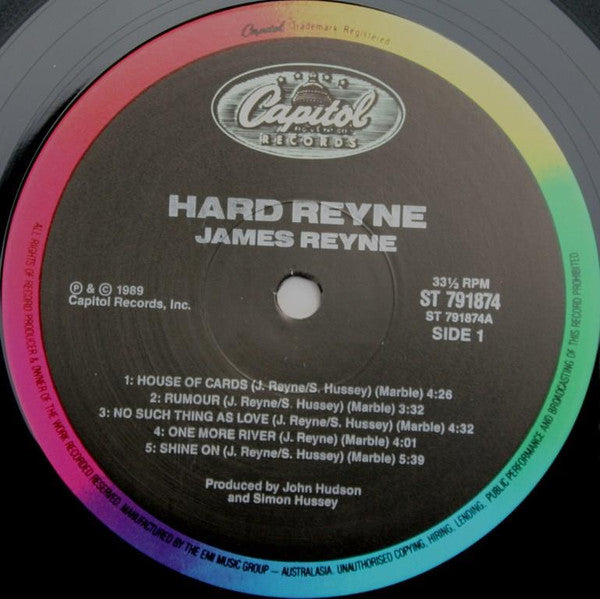 Capitol Trademark Registered
Capitol
RECORDS
HARD REYNE
JAMES REYNE
℗ & © 1989
Capitol Records, Inc.
33⅓ RPM
ST 791874
ST 791874A
SIDE 1
1: HOUSE OF CARDS (J. Reyne/S. Hussey) (Marble) 4:26
2: RUMOUR (J. Reyne/S. Hussey) (Marble) 3:32
3: NO SUCH THING AS LOVE (J. Reyne/S. Hussey) (Marble) 4:32
4: ONE MORE RIVER (J. Reyne) (Marble) 4:01
5: SHINE ON (J. Reyne/S. Hussey) (Marble) 5:39
Produced by John Hudson
and Simon Hussey
ALL RIGHTS OF RECORD PRODUCER & OWNER OF THE WORK RECORDED RESERVED. MANUFACTURED BY THE EMI MUSIC GROUP – AUSTRALASIA. UNAUTHORISED COPYING, HIRING, LENDING, PUBLIC PERFORMANCE AND BROADCASTING OF THIS RECORD PROHIBITED